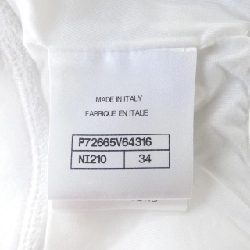 MADE IN ITALY
FABRIQUE EN ITALIE
P72665V64316
NI210 34